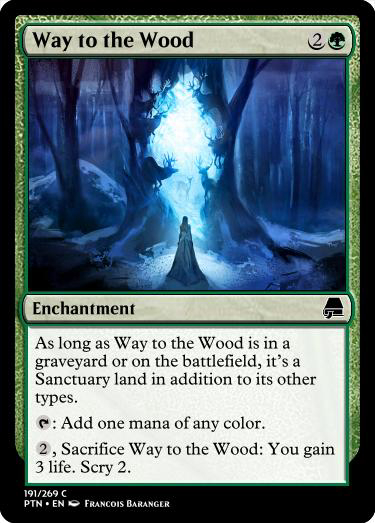 Way to the Wood 2
Enchantment
As long as Way to the Wood is in a
graveyard or on the battlefield, it's a
Sanctuary land in addition to its other
types.
: Add one mana of any color.
2, Sacrifice Way to the Wood: You gain
3 life. Scry 2.
191/269 C
PTN • EN Francois Baranger